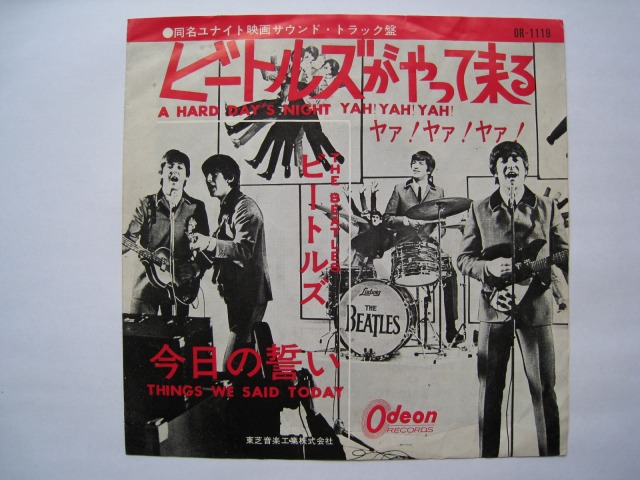 ●同名ユナイト映画サウンド・トラック盤
OR-1119
ビートルズがやって来る
A HARD DAY'S NIGHT YAH! YAH! YAH!
ヤァ!ヤァ!ヤァ!
THE BEATLES
ビートルズ
Ludwig
THE
BEATLES
今日の誓い
THINGS WE SAID TODAY
Odeon
RECORDS
東芝音楽工業株式会社